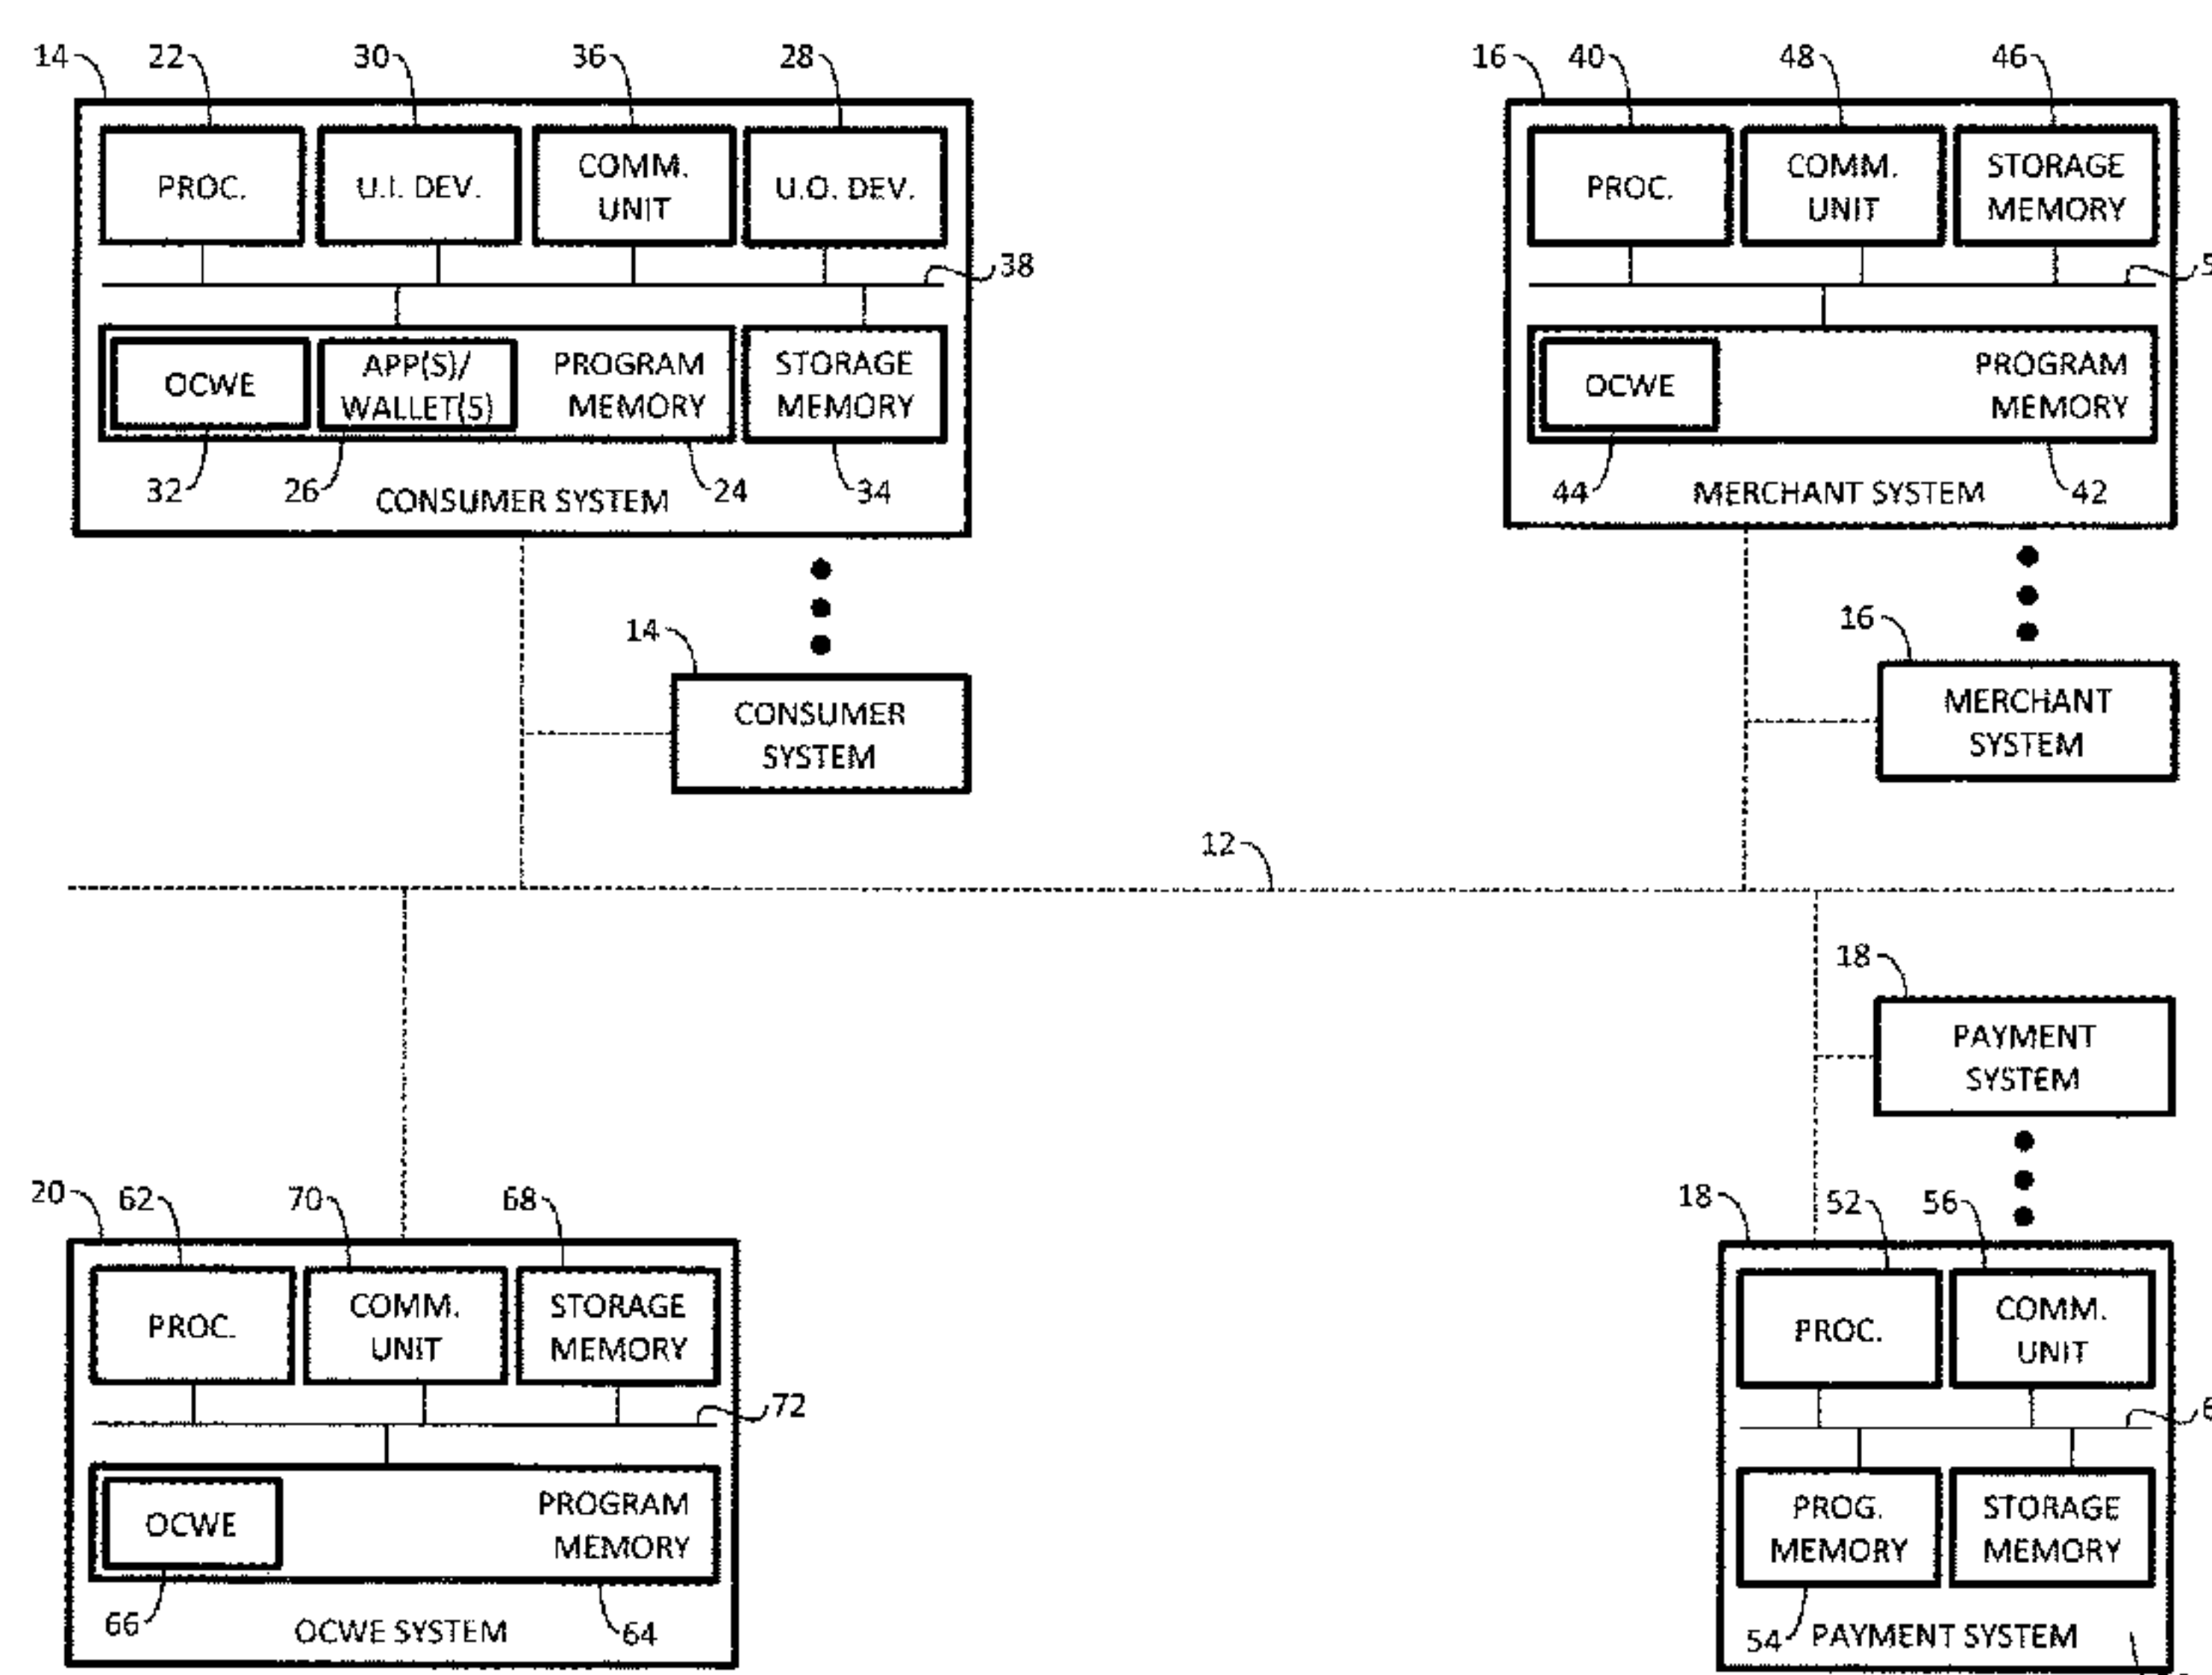 14 22 30 36 28
PROC. U.I. DEV. COMM. U.O. DEV.
UNIT
38
OCWE APP(S)/ PROGRAM STORAGE
WALLET(S) MEMORY MEMORY
32 26 CONSUMER SYSTEM 24 34
16 40 48 46
PROC. COMM. STORAGE
UNIT MEMORY
5
OCWE PROGRAM
MEMORY
44 MERCHANT SYSTEM 42
14
CONSUMER
SYSTEM
16
MERCHANT
SYSTEM
12
18
PAYMENT
SYSTEM
20 62 70 68
PROC. COMM. STORAGE
UNIT MEMORY
72
OCWE PROGRAM
MEMORY
66 OCWE SYSTEM 64
18 52 56
PROC. COMM.
UNIT
6
PROG. STORAGE
MEMORY MEMORY
54 PAYMENT SYSTEM